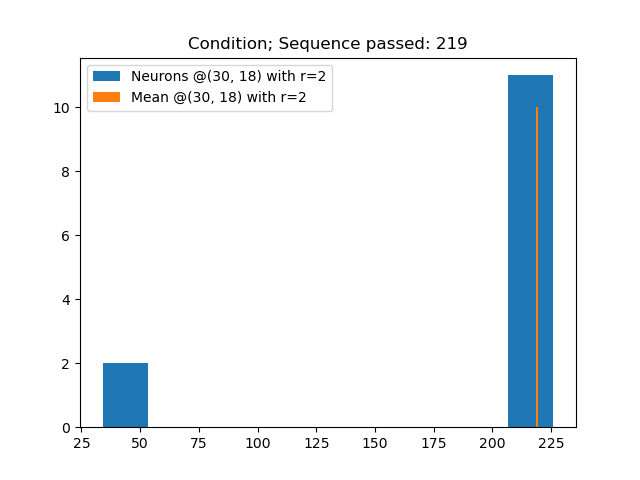 Condition; Sequence passed: 219
Neurons @(30, 18) with r=2
Mean @(30, 18) with r=2
10
8
6
4
2
0
25 50 75 100 125 150 175 200 225